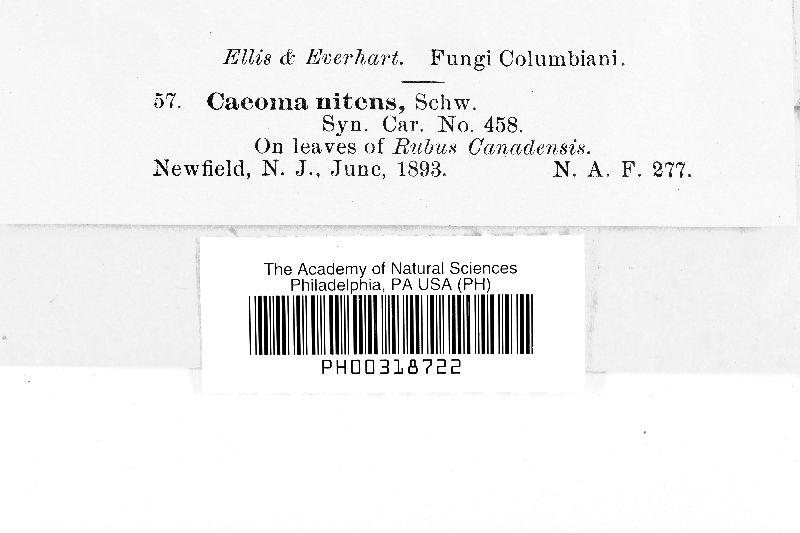 Ellis & Everhart. Fungi Columbiani.
57. Caeoma nitens, Schw.
Syn. Car. No. 458.
On leaves of Rubus Canadensis.
Newfield, N. J., June, 1893. N. A. F. 277.
The Academy of Natural Sciences
Philadelphia, PA USA (PH)
PH00318722